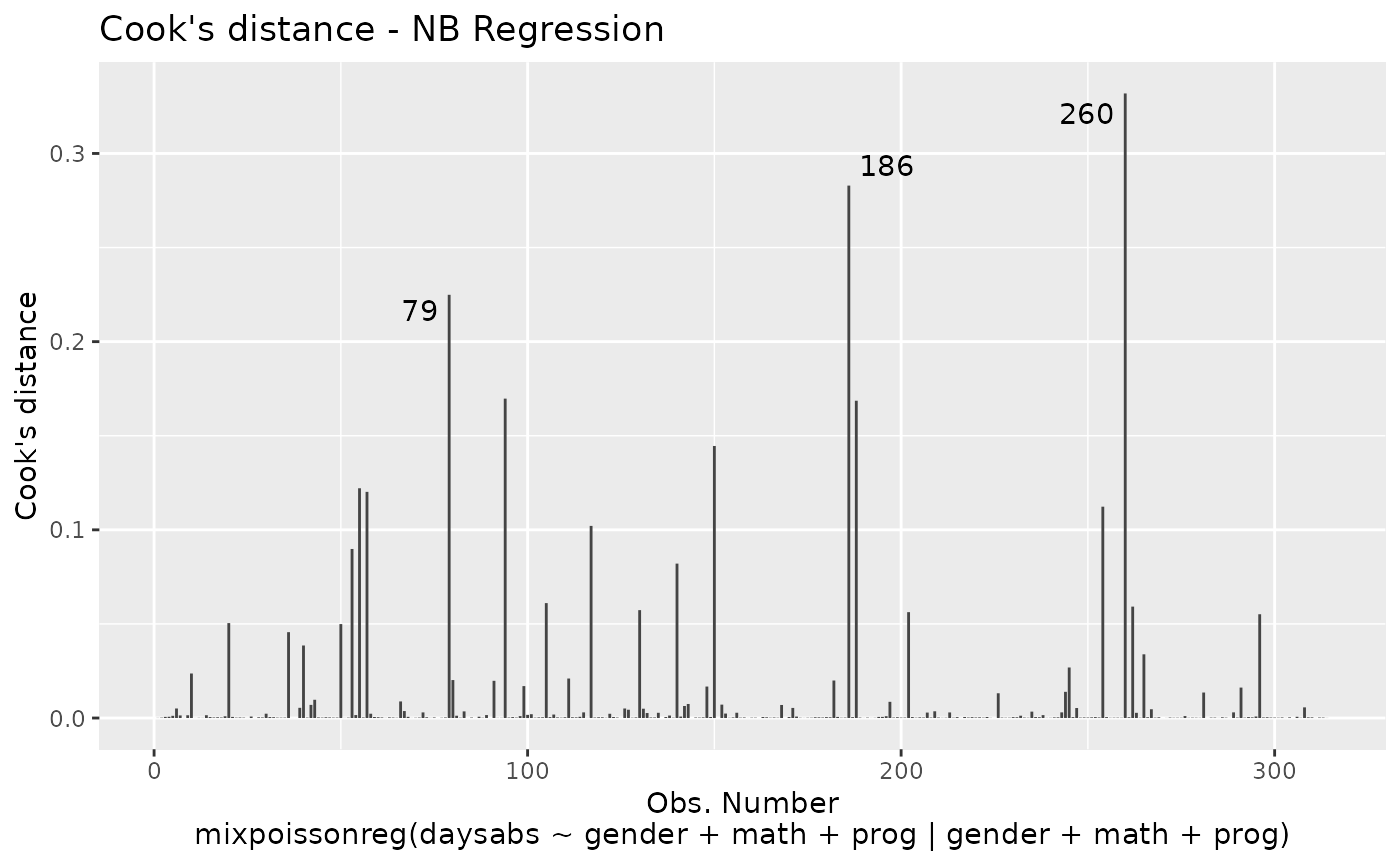 Cook's distance - NB Regression
260
0.3
186
79
0.2
Cook's distance
0.1
0.0
0 100 200 300
Obs. Number
mixpoissonreg(daysabs ~ gender + math + prog | gender + math + prog)